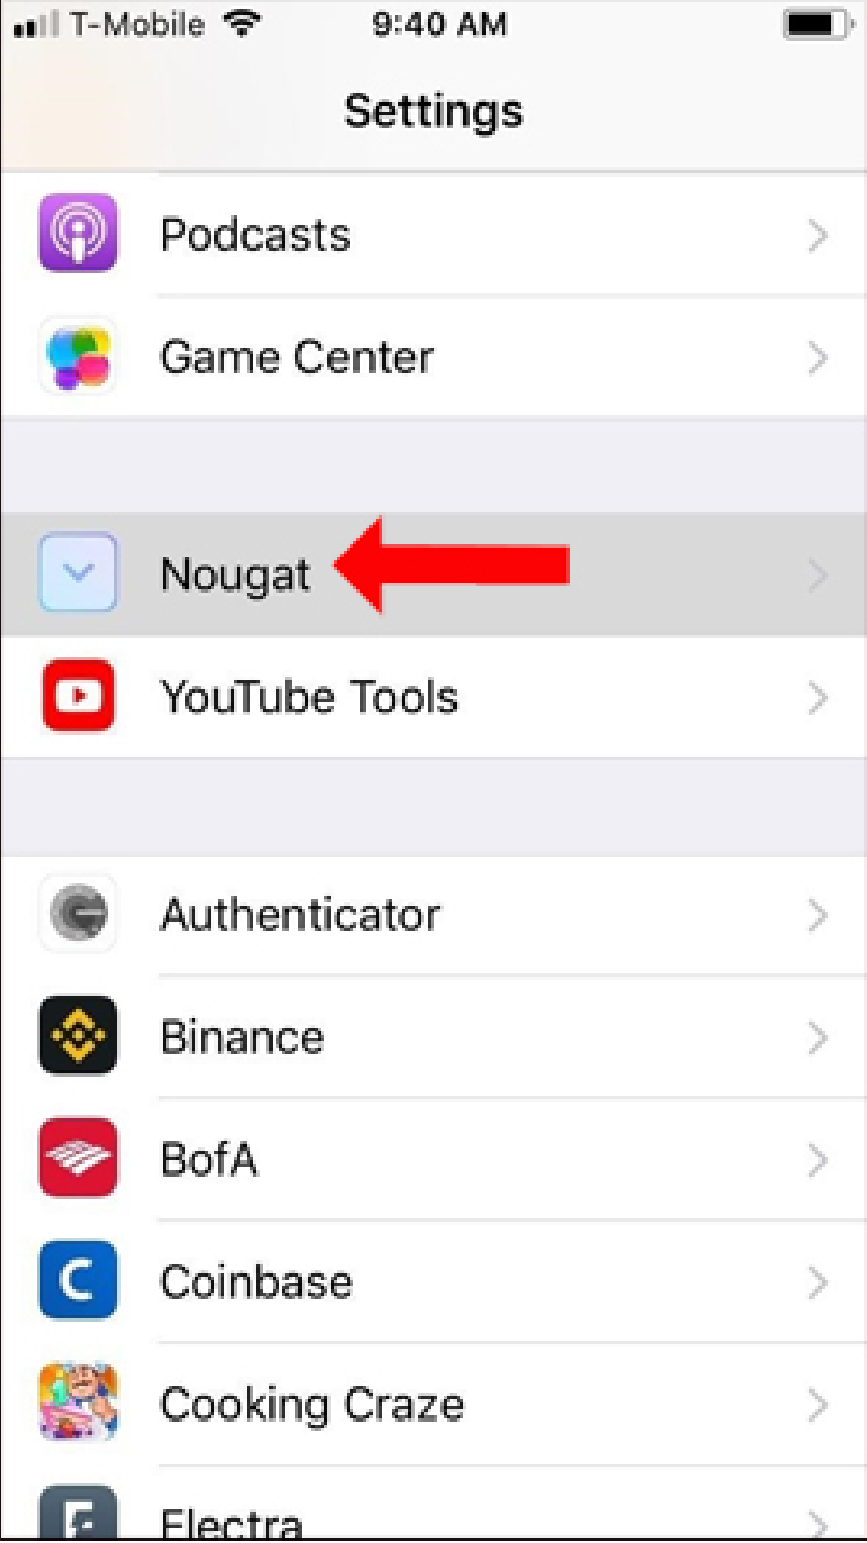 T-Mobile 9:40 AM
Settings
Podcasts
Game Center
Nougat
YouTube Tools
Authenticator
Binance
BofA
Coinbase
Cooking Craze
Electra